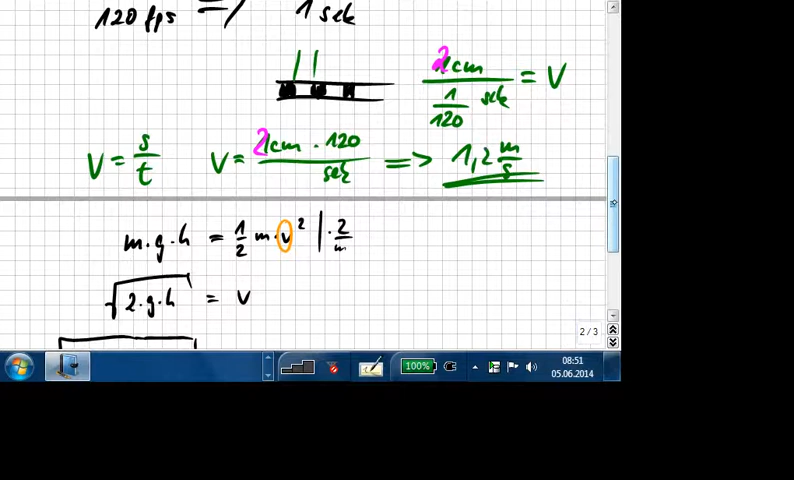 120 fps => 1 sek
2cm / (1/120 sek) = V
V = s/t V = 2cm · 120 / sek => 1,2 m/s
m·g·h = 1/2 m·v² | · 2/m
√(2·g·h) = v
2 / 3
100%
08:51
05.06.2014